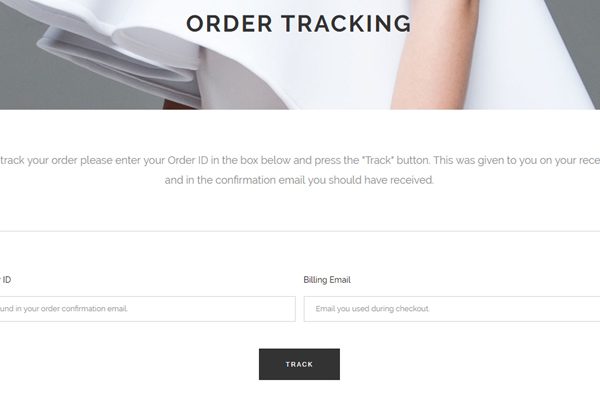 ORDER TRACKING
track your order please enter your Order ID in the box below and press the "Track" button. This was given to you on your rece
and in the confirmation email you should have received.
ID
Billing Email
und in your order confirmation email.
Email you used during checkout.
TRACK